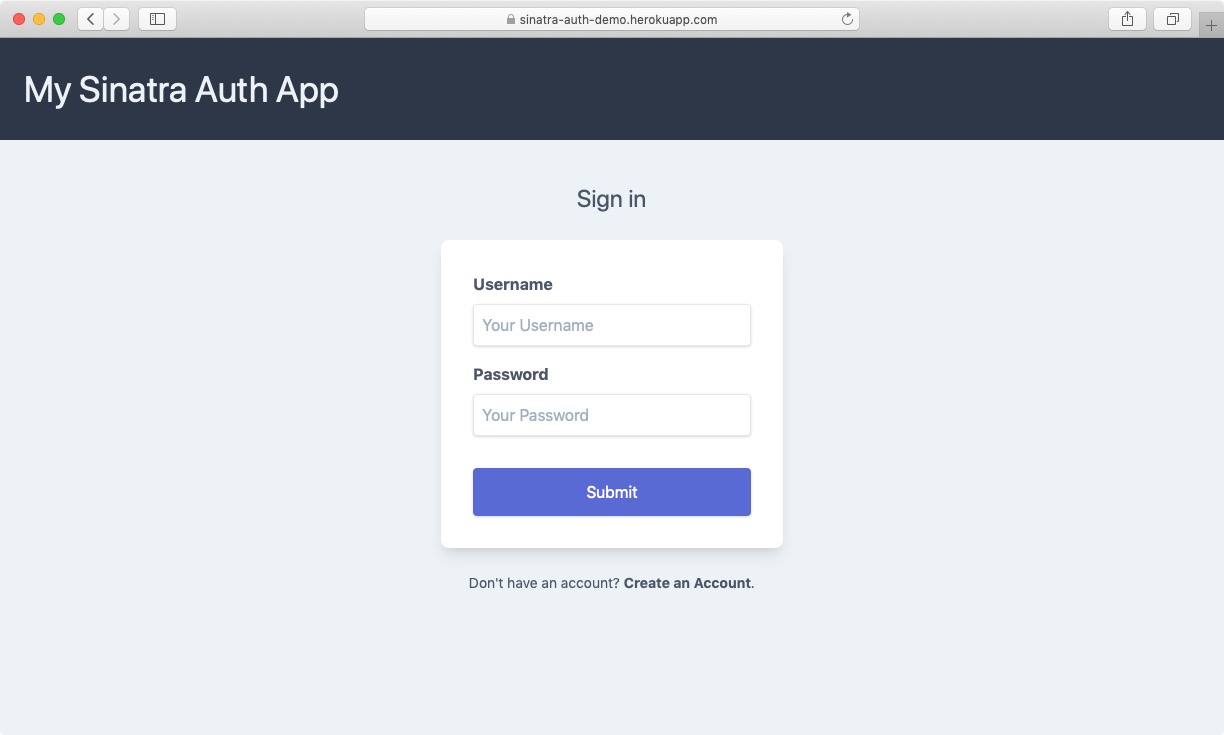 sinatra-auth-demo.herokuapp.com
My Sinatra Auth App
Sign in
Username
Your Username
Password
Your Password
Submit
Don't have an account? Create an Account.